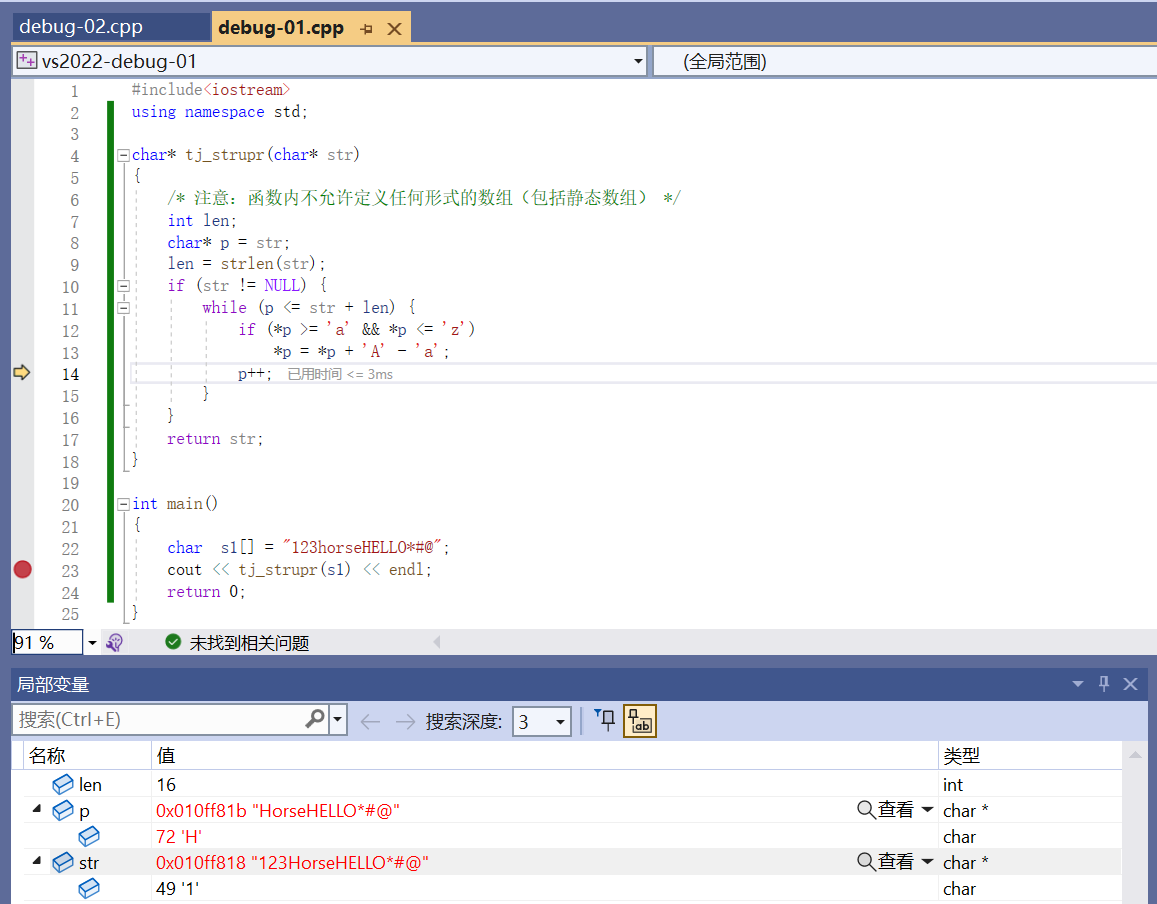 debug-02.cpp debug-01.cpp
vs2022-debug-01 (全局范围)
1 #include<iostream>
2 using namespace std;
3
4 char* tj_strupr(char* str)
5 {
6 /* 注意：函数内不允许定义任何形式的数组（包括静态数组） */
7 int len;
8 char* p = str;
9 len = strlen(str);
10 if (str != NULL) {
11 while (p <= str + len) {
12 if (*p >= 'a' && *p <= 'z')
13 *p = *p + 'A' - 'a';
14 p++; 已用时间 <= 3ms
15 }
16 }
17 return str;
18 }
19
20 int main()
21 {
22 char s1[] = "123horseHELLO*#@";
23 cout << tj_strupr(s1) << endl;
24 return 0;
25 }
91 % 未找到相关问题
局部变量
搜索(Ctrl+E) 搜索深度: 3 ab
名称 值 类型
len 16 int
p 0x010ff81b "HorseHELLO*#@" 查看 char *
72 'H' char
str 0x010ff818 "123HorseHELLO*#@" 查看 char *
49 '1' char